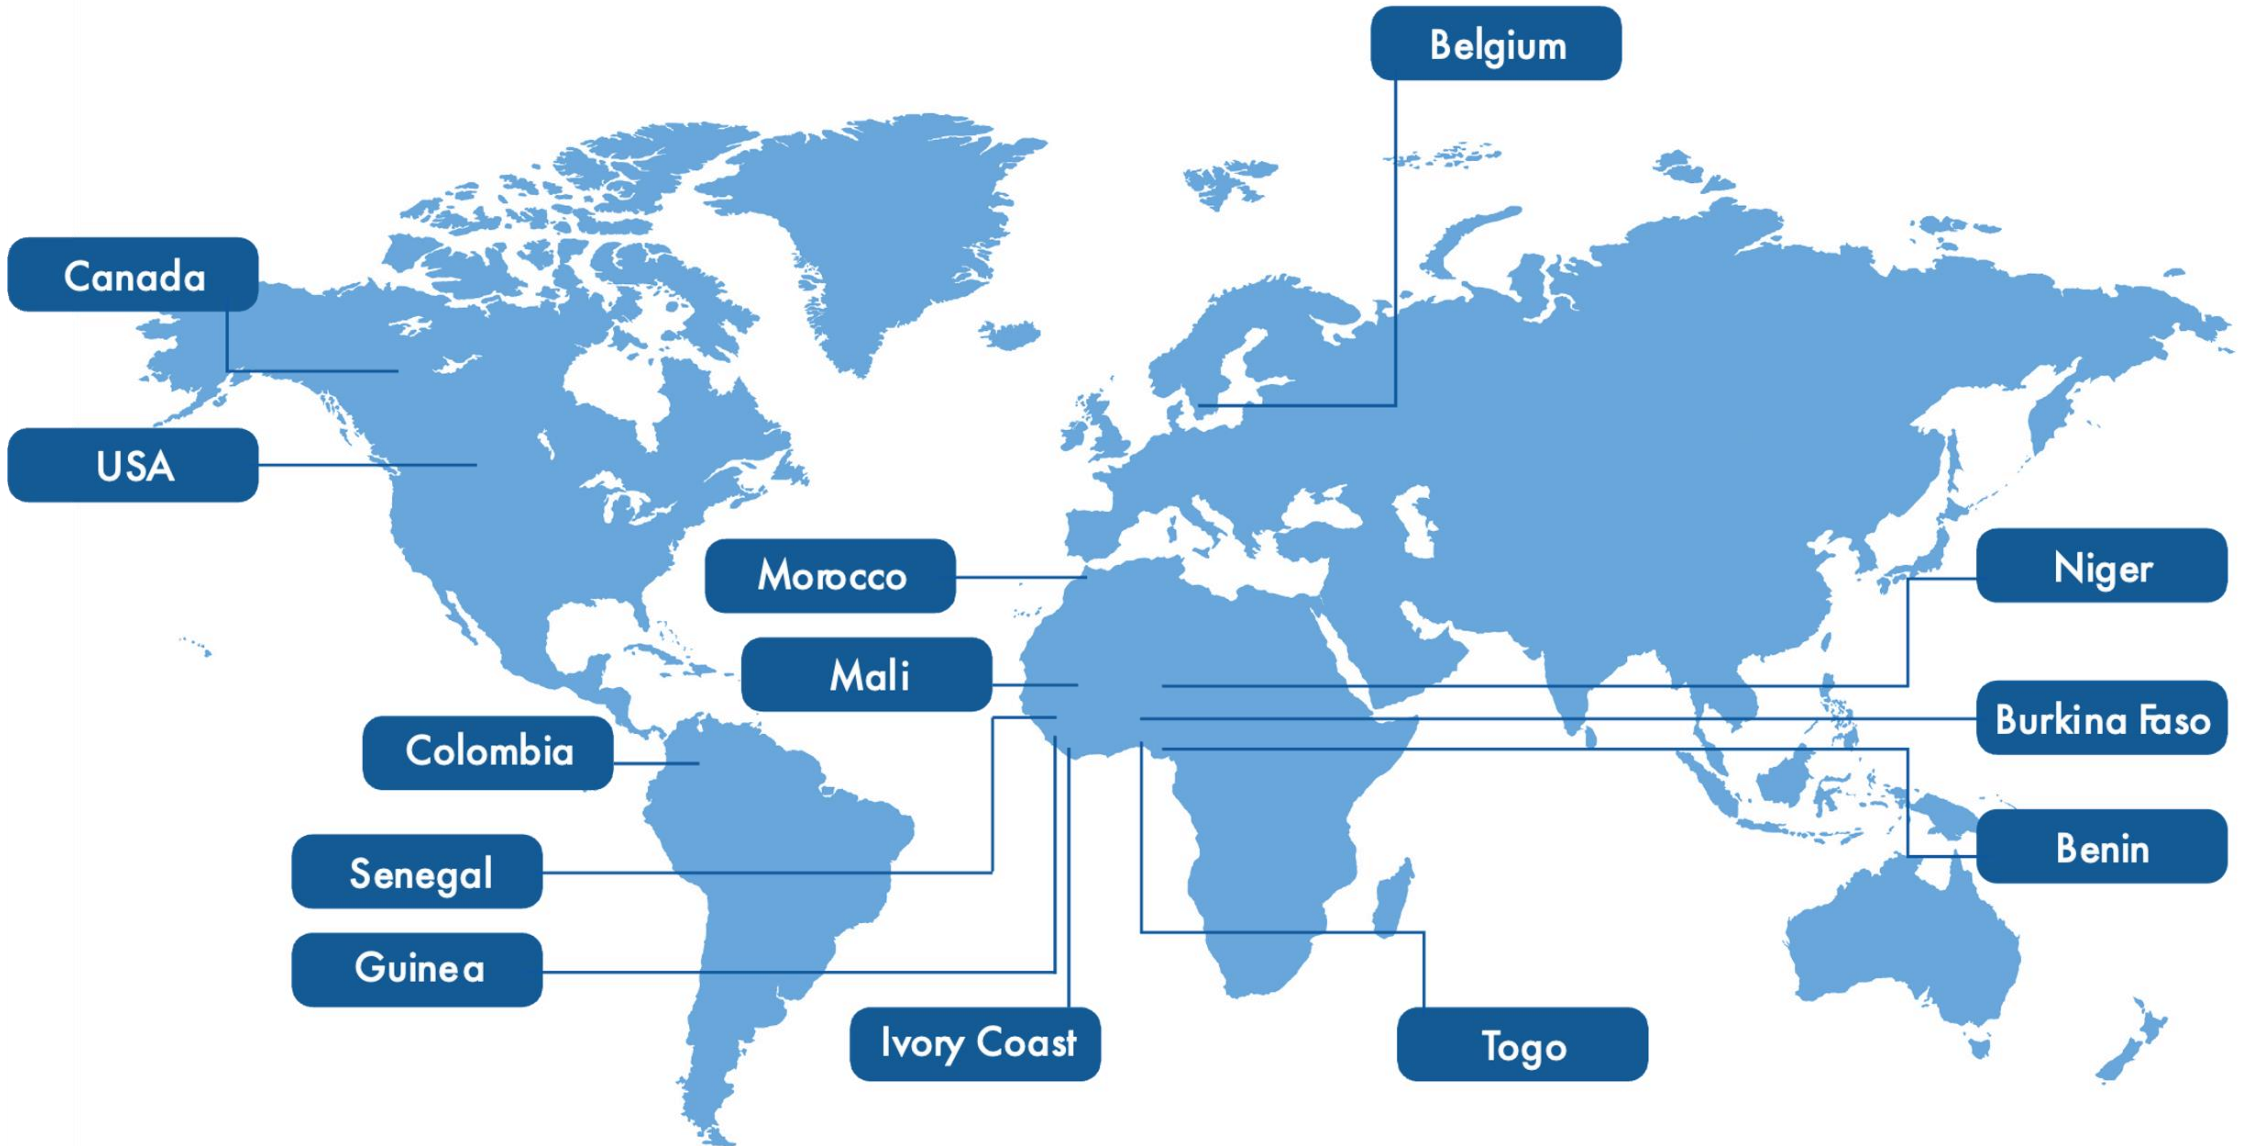 Belgium
Canada
USA
Morocco
Niger
Mali
Burkina Faso
Colombia
Benin
Senegal
Guinea
Ivory Coast
Togo